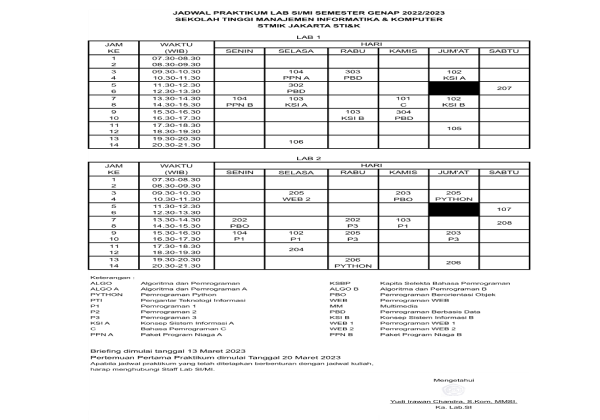 JADWAL PRAKTIKUM LAB SI/MI SEMESTER GENAP 2022/2023
SEKOLAH TINGGI MANAJEMEN INFORMATIKA & KOMPUTER
STMIK JAKARTA STI&K
LAB 1
JAM KE WAKTU (WIB) HARI
SENIN SELASA RABU KAMIS JUM'AT SABTU
1 07.30-08.30
2 08.30-09.30
3 09.30-10.30 104 303 102
4 10.30-11.30 PPN A PBD KSI A
5 11.30-12.30 302 207
6 12.30-13.30 PBD
7 13.30-14.30 104 103 101 102
8 14.30-15.30 PPN B KSI A C KSI B
9 15.30-16.30 103 304
10 16.30-17.30 KSI B PBD
11 17.30-18.30 105
12 18.30-19.30
13 19.30-20.30 106
14 20.30-21.30
LAB 2
JAM KE WAKTU (WIB) HARI
SENIN SELASA RABU KAMIS JUM'AT SABTU
1 07.30-08.30
2 08.30-09.30
3 09.30-10.30 205 203 205
4 10.30-11.30 WEB 2 PBO PYTHON
5 11.30-12.30 107
6 12.30-13.30
7 13.30-14.30 202 202 103 208
8 14.30-15.30 PBO P3 P1
9 15.30-16.30 104 102 205 203
10 16.30-17.30 P1 P1 P3 P3
11 17.30-18.30 204
12 18.30-19.30
13 19.30-20.30 206 206
14 20.30-21.30 PYTHON
Keterangan :
ALGO Algoritma dan Pemrograman KSBP Kapita Selekta Bahasa Pemrograman
ALGO A Algoritma dan Pemrograman A ALGO B Algoritma dan Pemrograman B
PYTHON Pemrograman Python PBO Pemrograman Berorientasi Objek
PTI Pengantar Teknologi Informasi WEB Pemrograman WEB
P1 Pemrograman 1 MM Multimedia
P2 Pemrograman 2 PBD Pemrograman Berbasis Data
P3 Pemrograman 3 KSI B Konsep Sistem Informasi B
KSI A Konsep Sistem Informasi A WEB 1 Pemrograman WEB 1
C Bahasa Pemrograman C WEB 2 Pemrograman WEB 2
PPN A Paket Program Niaga A PPN B Paket Program Niaga B
Briefing dimulai tanggal 13 Maret 2023
Pertemuan Pertama Praktikum dimulai Tanggal 20 Maret 2023
Apabila jadwal praktikum yang telah ditetapkan berbenturan dengan jadwal kuliah,
harap menghubungi Staff Lab SI/MI.
Mengetahui
Yudi Irawan Chandra, S.Kom, MMSI.
Ka. Lab.SI